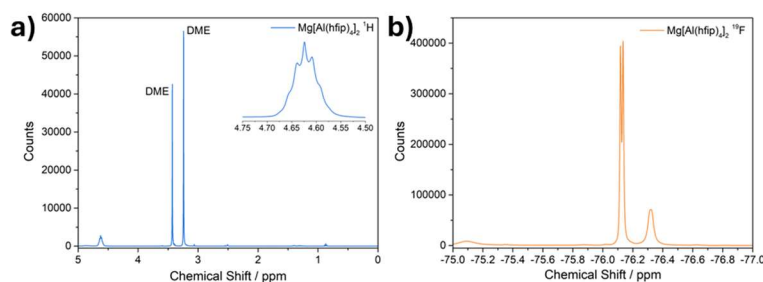 a)
60000
50000
40000
30000
20000
10000
0
Counts
DME
DME
Mg[Al(hfip)₄]₂ ¹H
4.75 4.70 4.65 4.60 4.55 4.50
5 4 3 2 1 0
Chemical Shift / ppm
b)
400000
300000
200000
100000
0
Counts
Mg[Al(hfip)₄]₂ ¹⁹F
-75.0 -75.2 -75.4 -75.6 -75.8 -76.0 -76.2 -76.4 -76.6 -76.8 -77.0
Chemical Shift / ppm